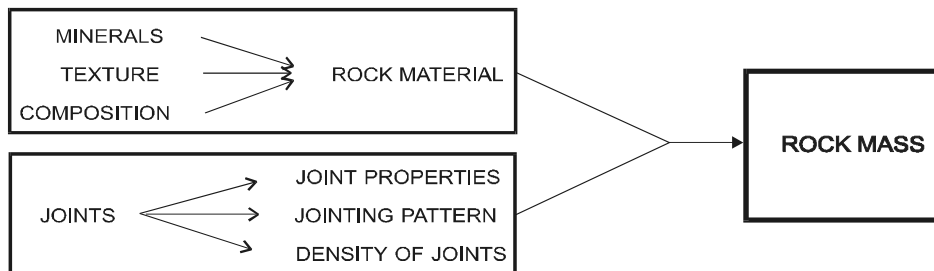 MINERALS
TEXTURE
COMPOSITION
ROCK MATERIAL
JOINTS
JOINT PROPERTIES
JOINTING PATTERN
DENSITY OF JOINTS
ROCK MASS